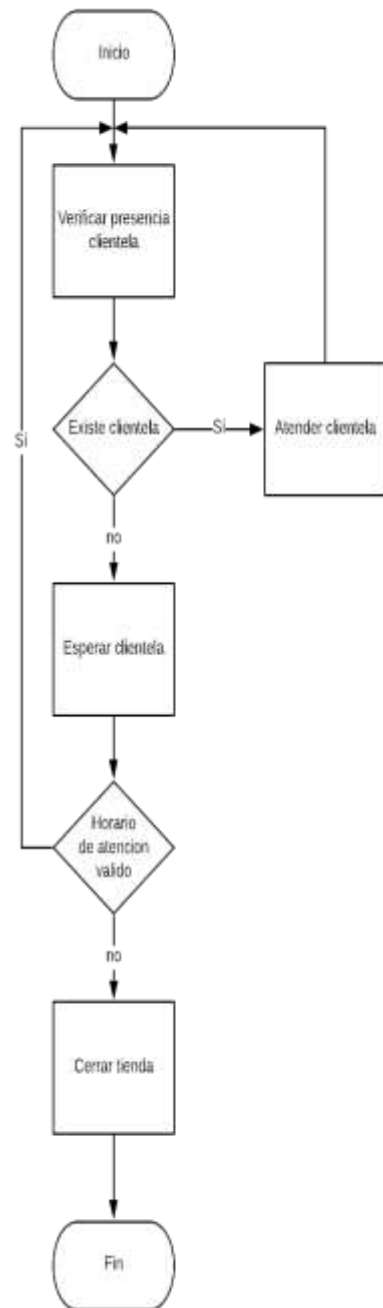 Inicio
Verificar presencia
clientela
Existe clientela
Si
Atender clientela
Si
no
Esperar clientela
Horario
de atencion
valido
no
Cerrar tienda
Fin